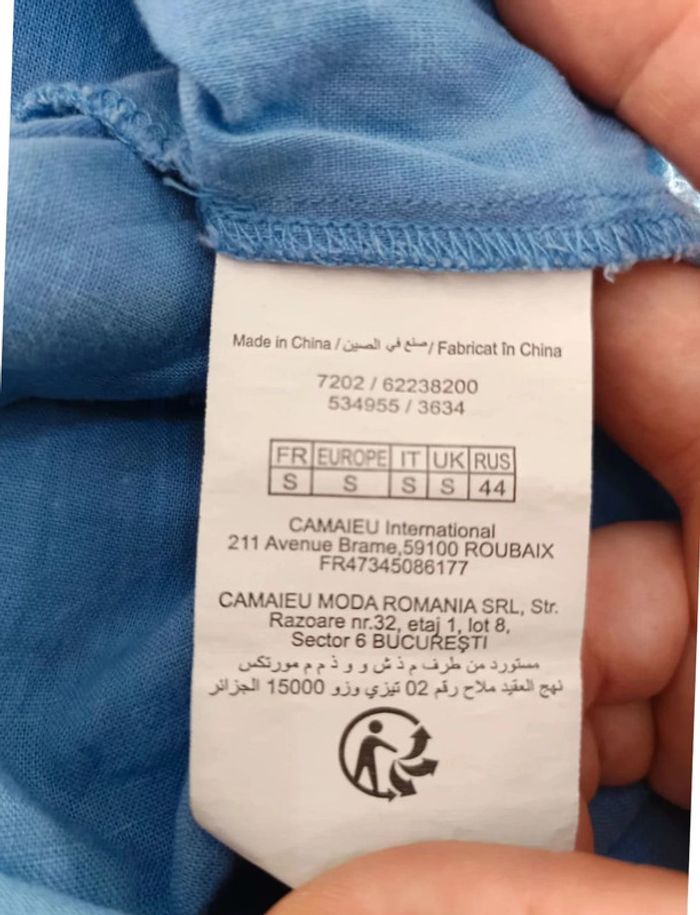 Made in China / صنع في الصين / Fabricat în China
7202 / 62238200
534955 / 3634
FR EUROPE IT UK RUS
S S S S 44
CAMAIEU International
211 Avenue Brame,59100 ROUBAIX
FR47345086177
CAMAIEU MODA ROMANIA SRL, Str.
Razoare nr.32, etaj 1, lot 8,
Sector 6 BUCUREŞTI
مستورد من طرف م ذ ش و و ذ م م مورتكس
نهج العقيد ملاح رقم 02 تيزي وزو 15000 الجزائر